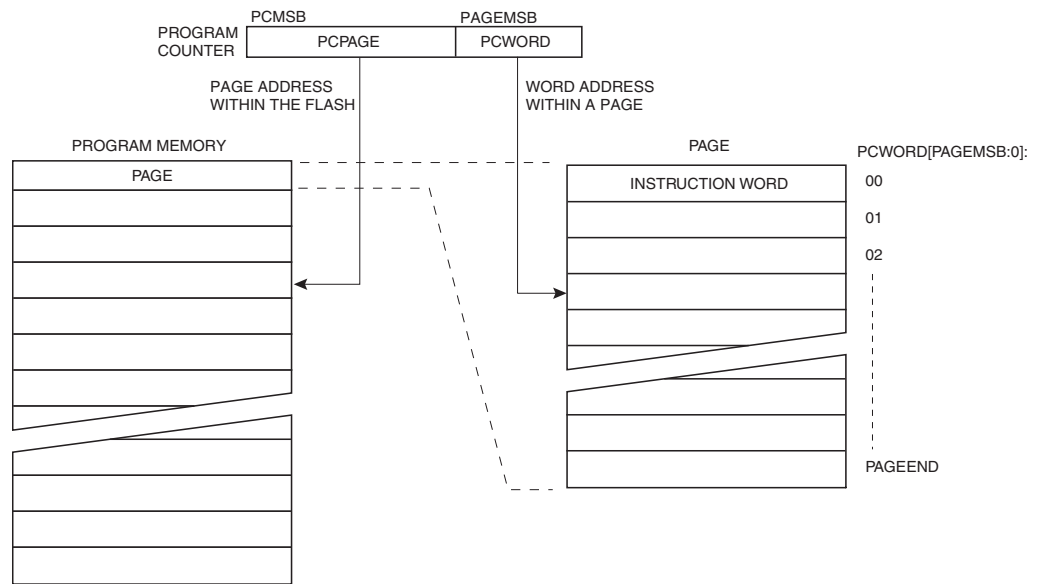 PCMSB PAGEMSB
PROGRAM
COUNTER
PCPAGE PCWORD
PAGE ADDRESS
WITHIN THE FLASH
WORD ADDRESS
WITHIN A PAGE
PROGRAM MEMORY
PAGE
PAGE
INSTRUCTION WORD
PCWORD[PAGEMSB:0]:
00
01
02
PAGEEND